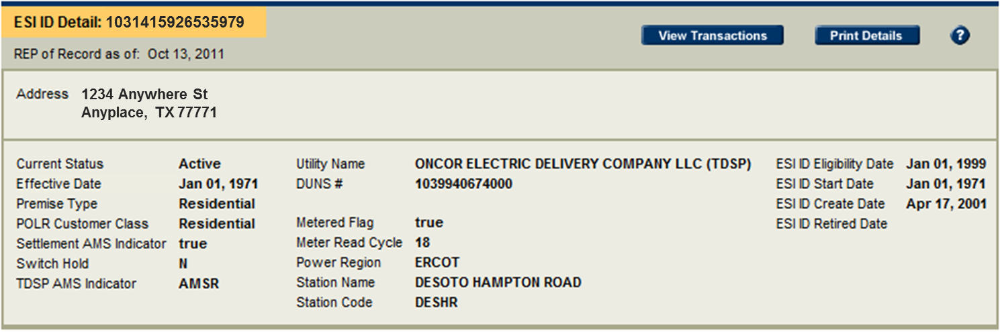 ESI ID Detail: 1031415926535979
View Transactions
Print Details
?
REP of Record as of: Oct 13, 2011
Address 1234 Anywhere St
Anyplace, TX 77771
Current Status Active
Effective Date Jan 01, 1971
Premise Type Residential
POLR Customer Class Residential
Settlement AMS Indicator true
Switch Hold N
TDSP AMS Indicator AMSR
Utility Name ONCOR ELECTRIC DELIVERY COMPANY LLC (TDSP)
DUNS # 1039940674000
Metered Flag true
Meter Read Cycle 18
Power Region ERCOT
Station Name DESOTO HAMPTON ROAD
Station Code DESHR
ESI ID Eligibility Date Jan 01, 1999
ESI ID Start Date Jan 01, 1971
ESI ID Create Date Apr 17, 2001
ESI ID Retired Date